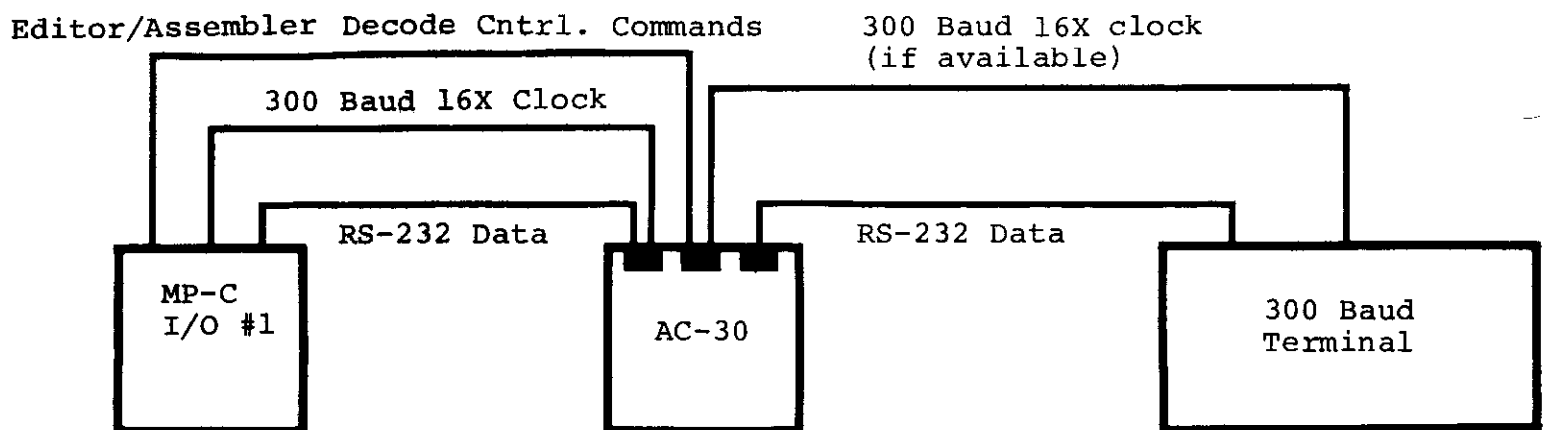 Editor/Assembler Decode Cntrl. Commands
300 Baud 16X clock
(if available)
300 Baud 16X Clock
RS-232 Data
RS-232 Data
MP-C
I/O #1
AC-30
300 Baud
Terminal